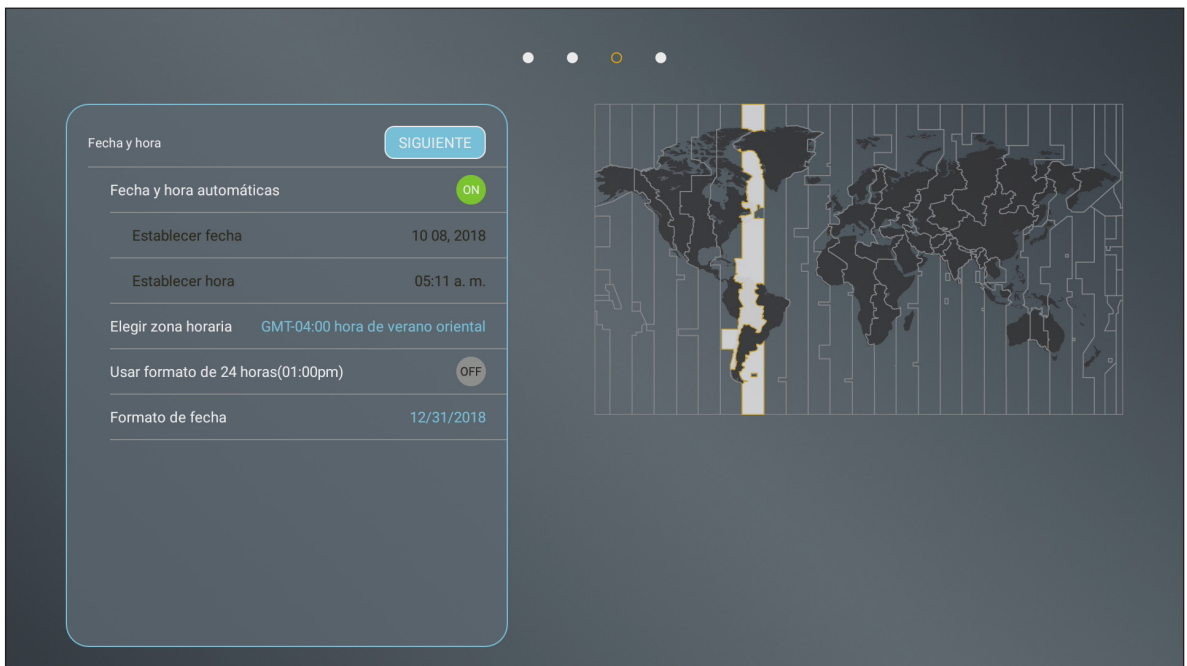 Fecha y hora SIGUIENTE
Fecha y hora automáticas ON
Establecer fecha 10 08, 2018
Establecer hora 05:11 a. m.
Elegir zona horaria GMT-04:00 hora de verano oriental
Usar formato de 24 horas(01:00pm) OFF
Formato de fecha 12/31/2018